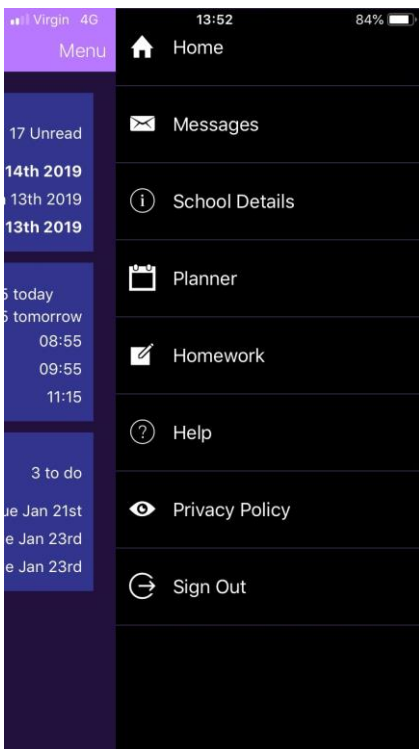 Virgin 4G 13:52 84%
Menu
17 Unread
14th 2019
13th 2019
13th 2019
today
tomorrow
08:55
09:55
11:15
3 to do
Jan 21st
Jan 23rd
Jan 23rd
Home
Messages
School Details
Planner
Homework
Help
Privacy Policy
Sign Out